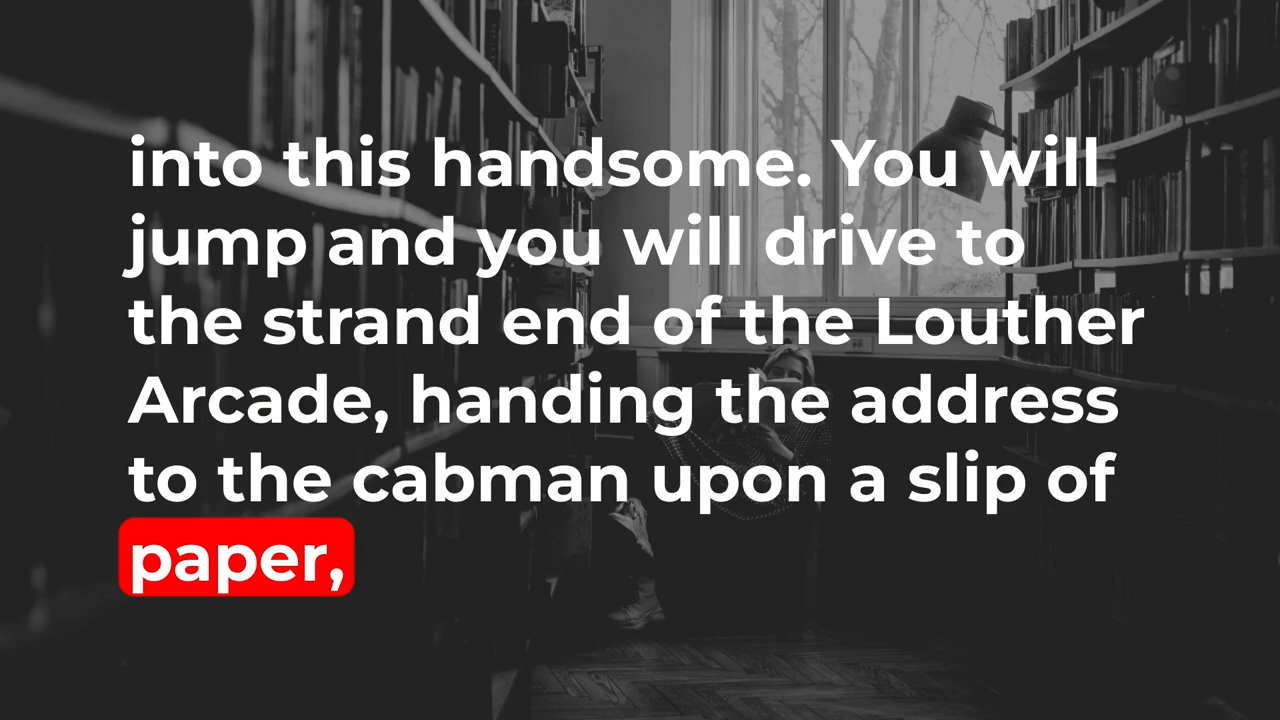 into this handsome. You will
jump and you will drive to
the strand end of the Louther
Arcade, handing the address
to the cabman upon a slip of
paper,